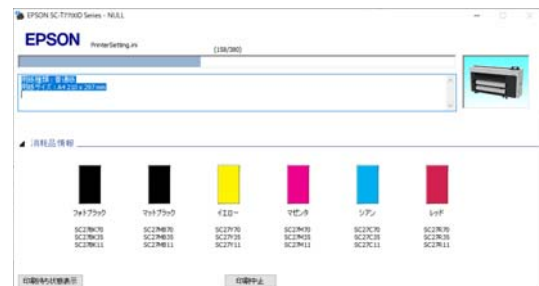 EPSON SC-T7700D Series - NULL
EPSON
PrinterSetting.ini
(158/380)
用紙種類 : 普通紙
用紙サイズ : A4 210 x 297 mm
消耗品情報
フォトブラック
マットブラック
イエロー
マゼンタ
シアン
レッド
SC27BK70
SC27MB70
SC27Y70
SC27M70
SC27C70
SC27R70
SC27BK35
SC27MB35
SC27Y35
SC27M35
SC27C35
SC27R35
SC27BK11
SC27MB11
SC27Y11
SC27M11
SC27C11
SC27R11
印刷待ち状態表示
印刷中止